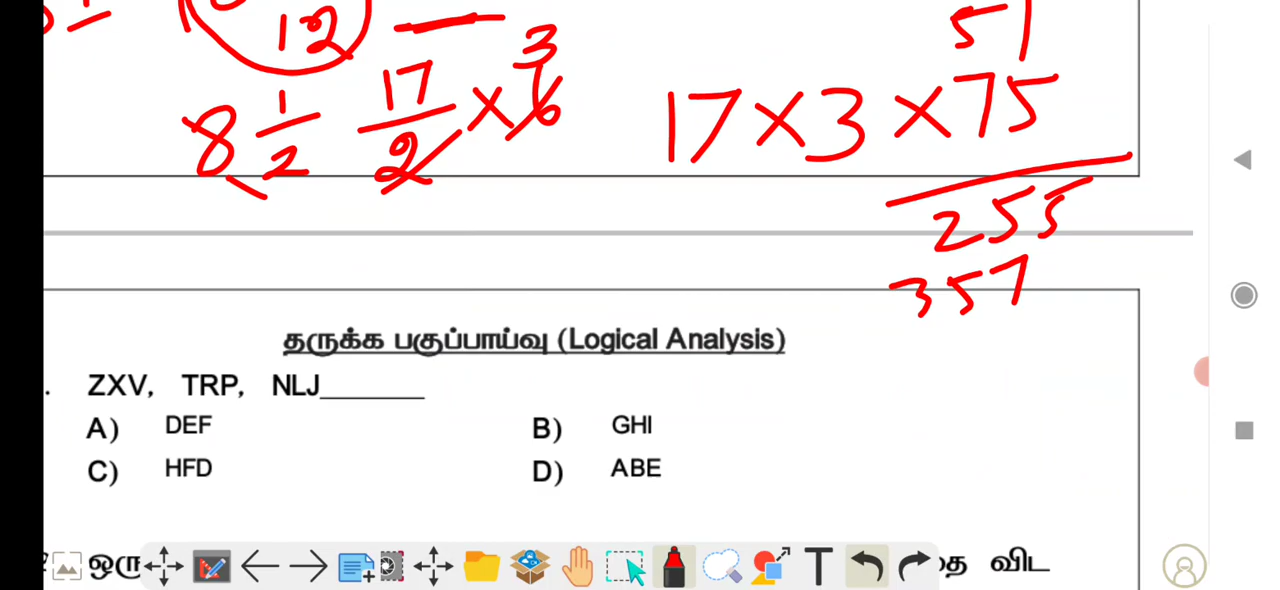 12
8 1/2 17/2 × 6 3
51
17 × 3 × 75
255
357
தருக்க பகுப்பாய்வு (Logical Analysis)
. ZXV, TRP, NLJ_______
A) DEF B) GHI
C) HFD D) ABE
ஒரு விட